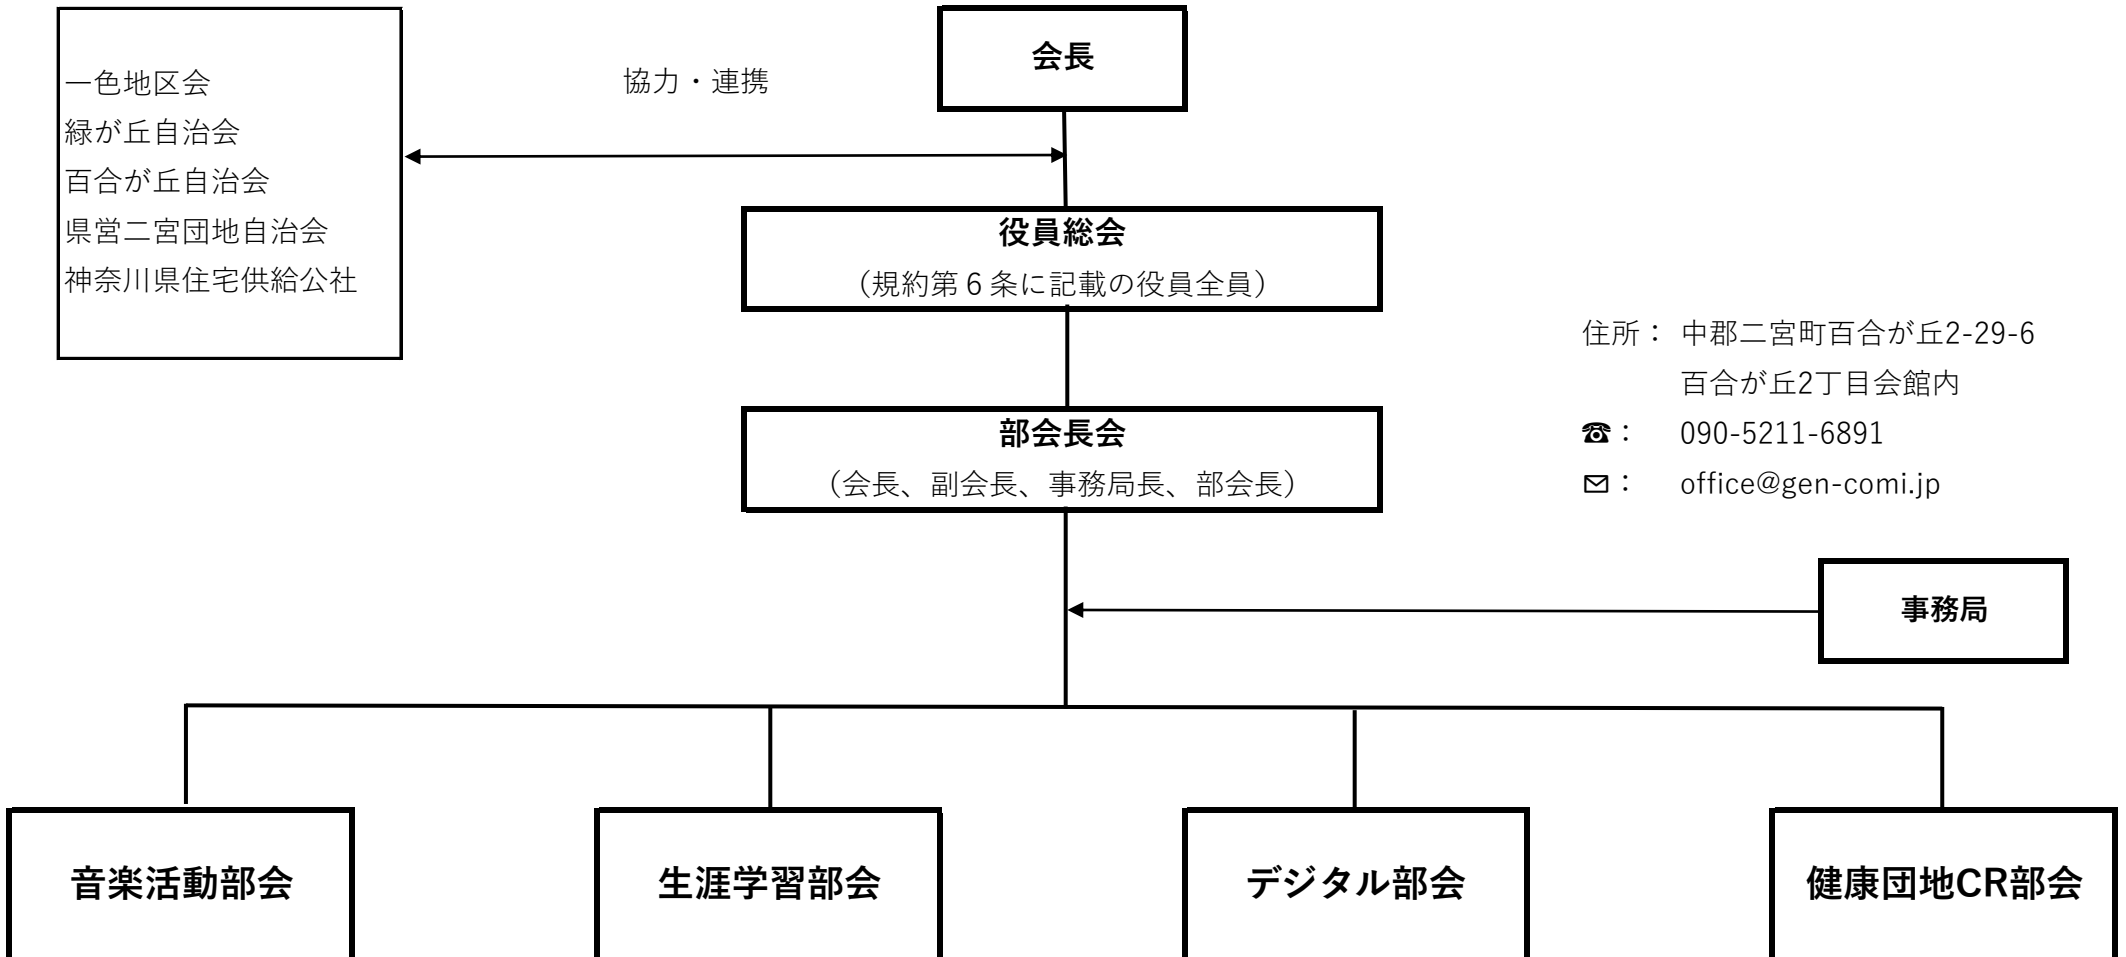 会長
一色地区会
緑が丘自治会
百合が丘自治会
県営二宮団地自治会
神奈川県住宅供給公社
協力・連携
役員総会
（規約第６条に記載の役員全員）
部会長会
（会長、副会長、事務局長、部会長）
住所： 中郡二宮町百合が丘2-29-6
百合が丘2丁目会館内
☎： 090-5211-6891
✉： office@gen-comi.jp
事務局
音楽活動部会
生涯学習部会
デジタル部会
健康団地CR部会